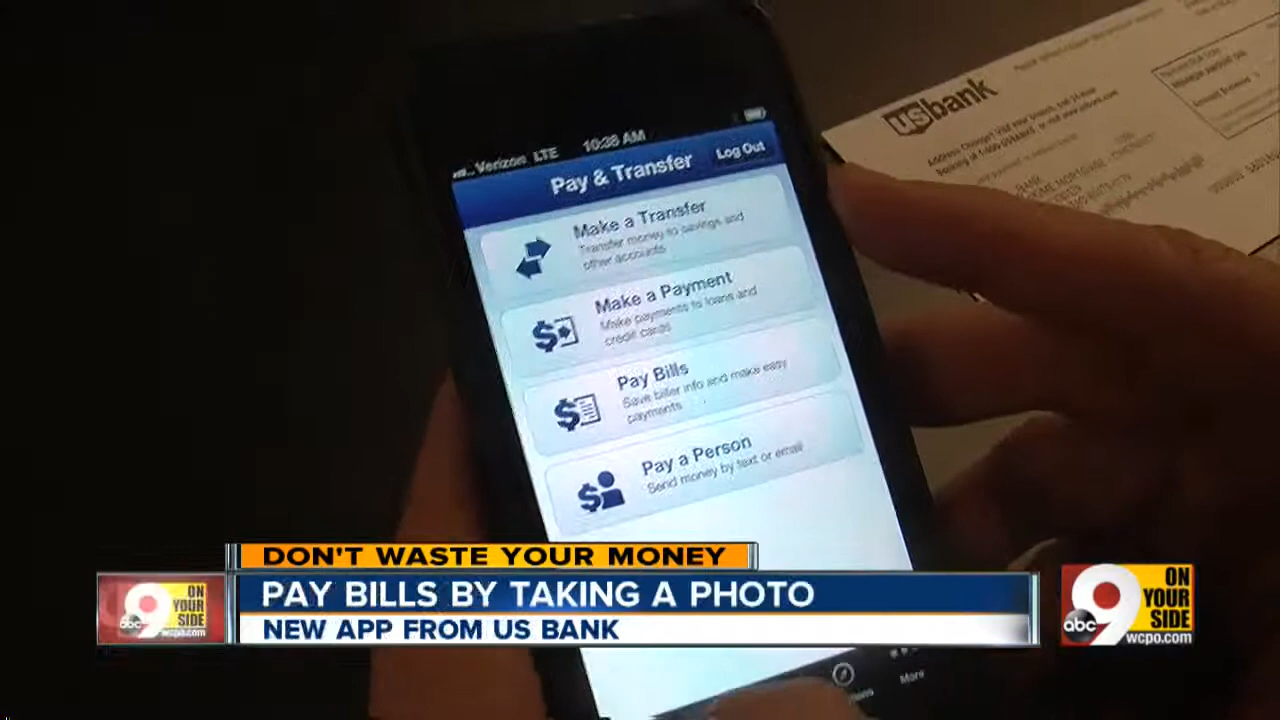 Verizon LTE 10:38 AM
Pay & Transfer
Log Out
Make a Transfer
Transfer money to savings and
other accounts
Make a Payment
Make payments to loans and
credit cards
Pay Bills
Save biller info and make easy
payments
Pay a Person
Send money by text or email
More
usbank
DON'T WASTE YOUR MONEY
PAY BILLS BY TAKING A PHOTO
NEW APP FROM US BANK
abc 9 ON
YOUR
SIDE
wcpo.com
abc 9 ON
YOUR
SIDE
wcpo.com